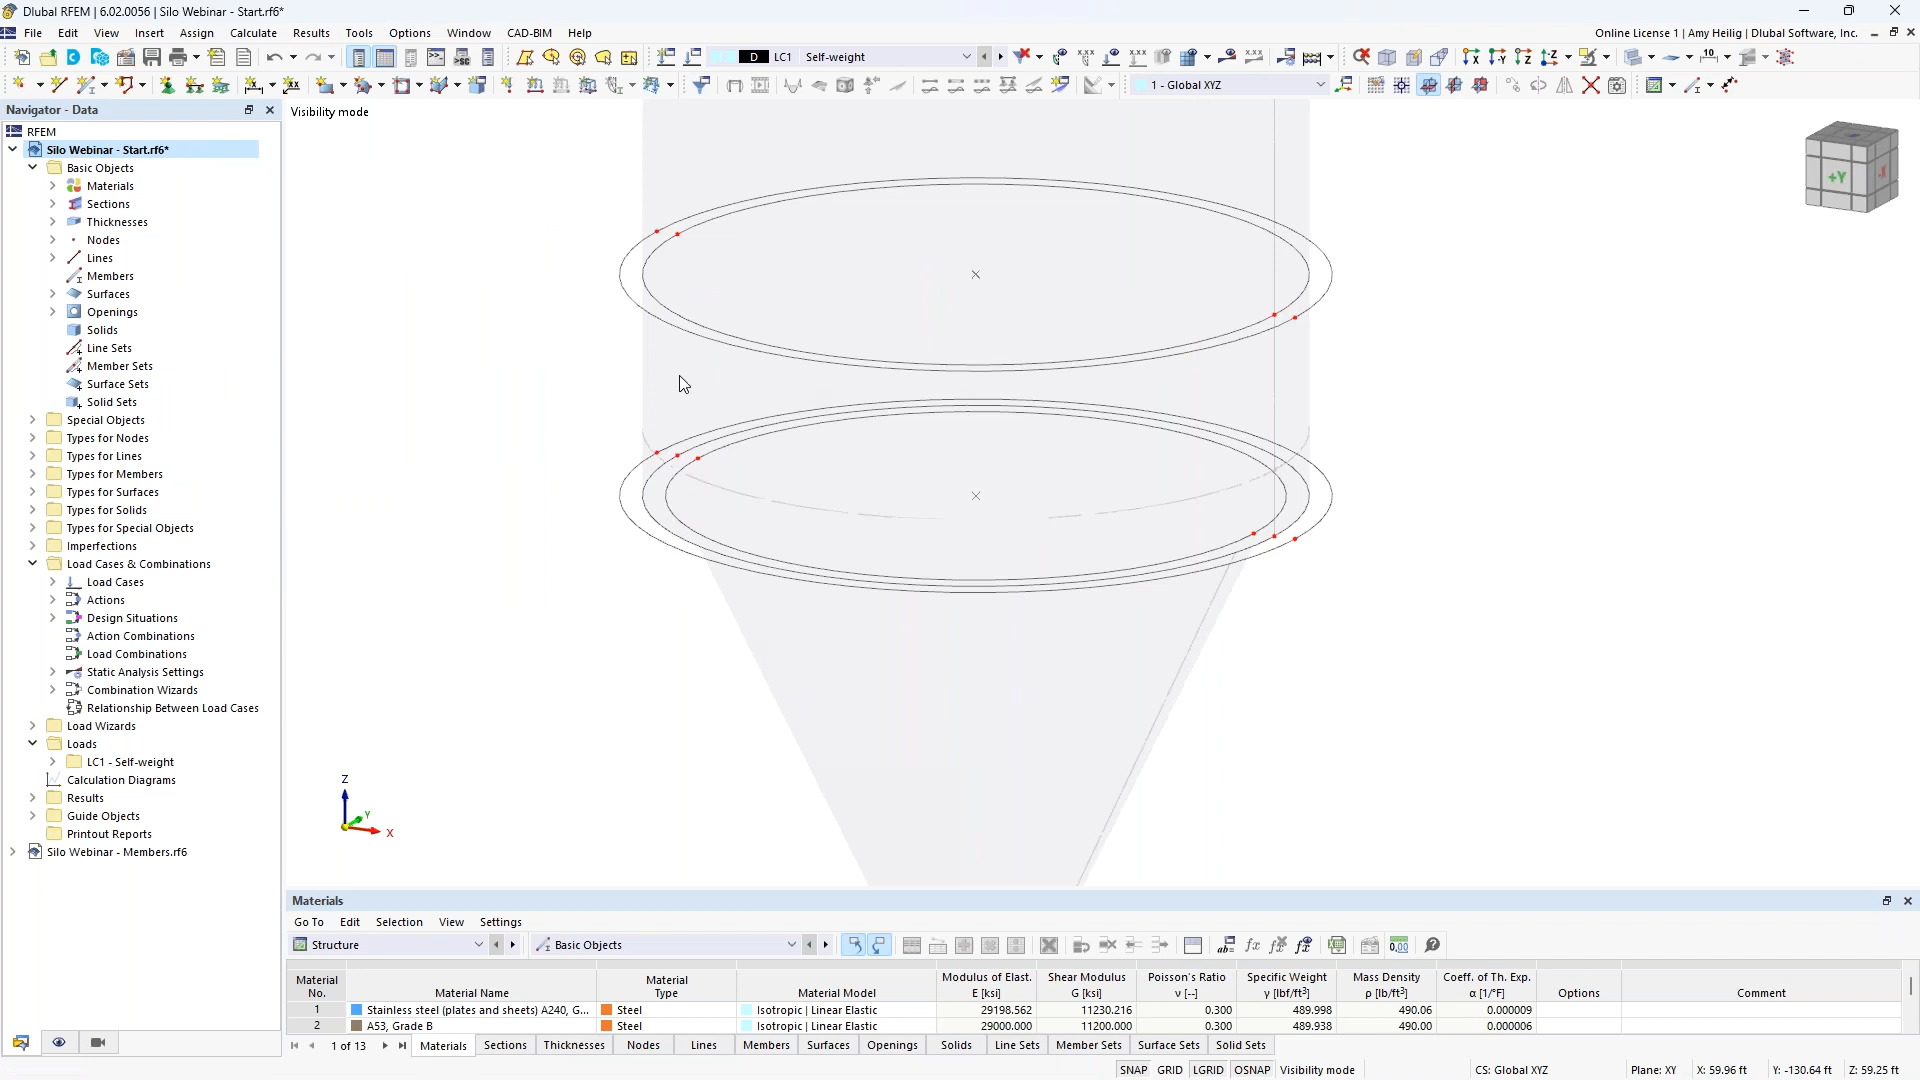 Dlubal RFEM | 6.02.0056 | Silo Webinar - Start.rf6*
File Edit View Insert Assign Calculate Results Tools Options Window CAD-BIM Help
Online License 1 | Amy Heilig | Dlubal Software, Inc.
D LC1 Self-weight
1 - Global XYZ
Navigator - Data
Visibility mode
RFEM
Silo Webinar - Start.rf6*
Basic Objects
Materials
Sections
Thicknesses
Nodes
Lines
Members
Surfaces
Openings
Solids
Line Sets
Member Sets
Surface Sets
Solid Sets
Special Objects
Types for Nodes
Types for Lines
Types for Members
Types for Surfaces
Types for Solids
Types for Special Objects
Imperfections
Load Cases & Combinations
Load Cases
Actions
Design Situations
Action Combinations
Load Combinations
Static Analysis Settings
Combination Wizards
Relationship Between Load Cases
Load Wizards
Loads
LC1 - Self-weight
Calculation Diagrams
Results
Guide Objects
Printout Reports
Silo Webinar - Members.rf6
+Y -X
Z
Y
X
Materials
Go To Edit Selection View Settings
Structure Basic Objects
Material No. Material Name Material Type Material Model Modulus of Elast. E [ksi] Shear Modulus G [ksi] Poisson's Ratio ν [--] Specific Weight γ [lbf/ft³] Mass Density ρ [lb/ft³] Coeff. of Th. Exp. α [1/°F] Options Comment
1 Stainless steel (plates and sheets) A240, G... Steel Isotropic | Linear Elastic 29198.562 11230.216 0.300 489.998 490.06 0.000009
2 A53, Grade B Steel Isotropic | Linear Elastic 29000.000 11200.000 0.300 489.938 490.00 0.000006
1 of 13 Materials Sections Thicknesses Nodes Lines Members Surfaces Openings Solids Line Sets Member Sets Surface Sets Solid Sets
SNAP GRID LGRID OSNAP Visibility mode CS: Global XYZ Plane: XY X: 59.96 ft Y: -130.64 ft Z: 59.25 ft